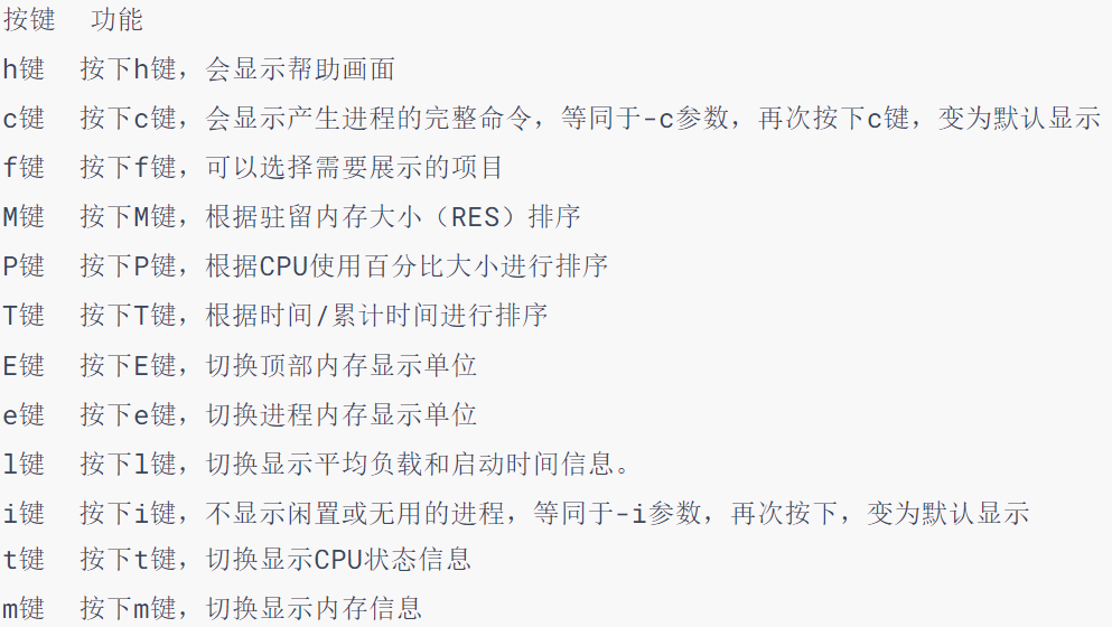 按键 功能
h键 按下h键，会显示帮助画面
c键 按下c键，会显示产生进程的完整命令，等同于-c参数，再次按下c键，变为默认显示
f键 按下f键，可以选择需要展示的项目
M键 按下M键，根据驻留内存大小（RES）排序
P键 按下P键，根据CPU使用百分比大小进行排序
T键 按下T键，根据时间/累计时间进行排序
E键 按下E键，切换顶部内存显示单位
e键 按下e键，切换进程内存显示单位
l键 按下l键，切换显示平均负载和启动时间信息。
i键 按下i键，不显示闲置或无用的进程，等同于-i参数，再次按下，变为默认显示
t键 按下t键，切换显示CPU状态信息
m键 按下m键，切换显示内存信息